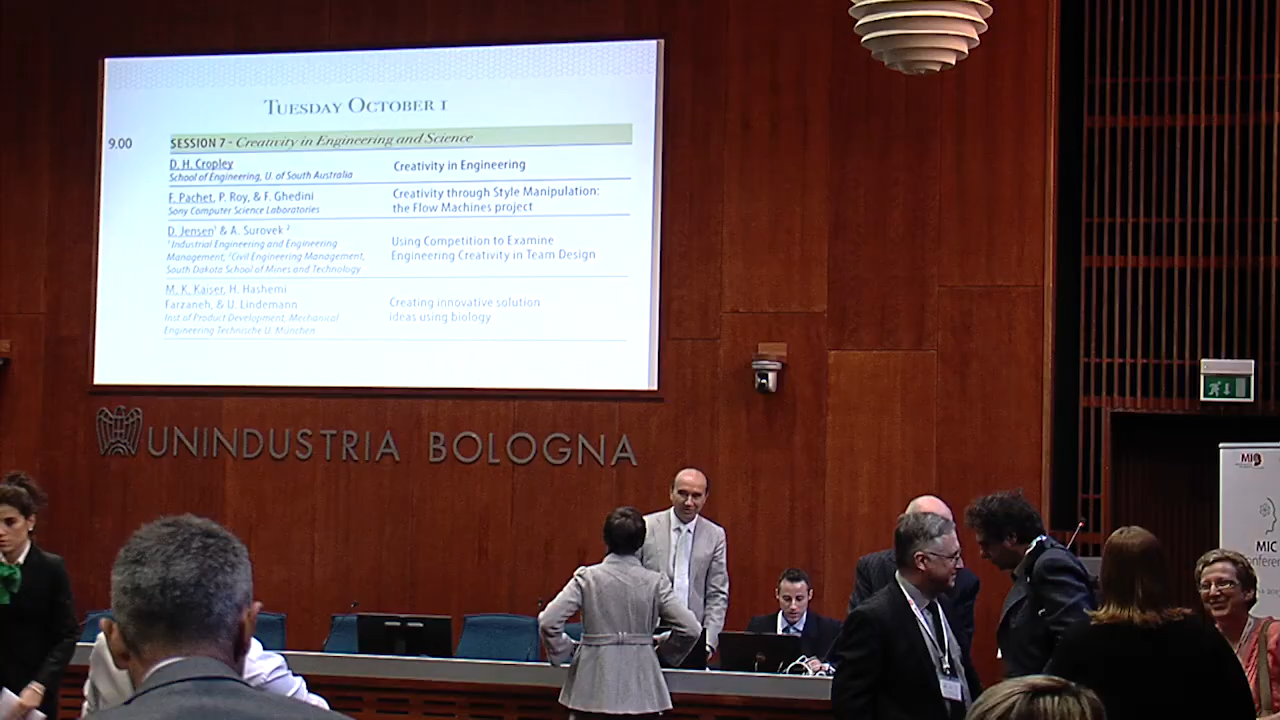 TUESDAY OCTOBER 1
9.00
SESSION 7 - Creativity in Engineering and Science
D. H. Cropley
School of Engineering, U. of South Australia
Creativity in Engineering
F. Pachet, P. Roy, & F. Ghedini
Sony Computer Science Laboratories
Creativity through Style Manipulation:
the Flow Machines project
D. Jensen¹ & A. Surovek ²
¹ Industrial Engineering and Engineering
Management; ²Civil Engineering Management,
South Dakota School of Mines and Technology
Using Competition to Examine
Engineering Creativity in Team Design
M. K. Kaiser, H. Hashemi
Farzaneh, & U. Lindemann
Inst of Product Development, Mechanical
Engineering Technische U. München
Creating innovative solution
ideas using biology
UNINDUSTRIA BOLOGNA
MIC
MIC